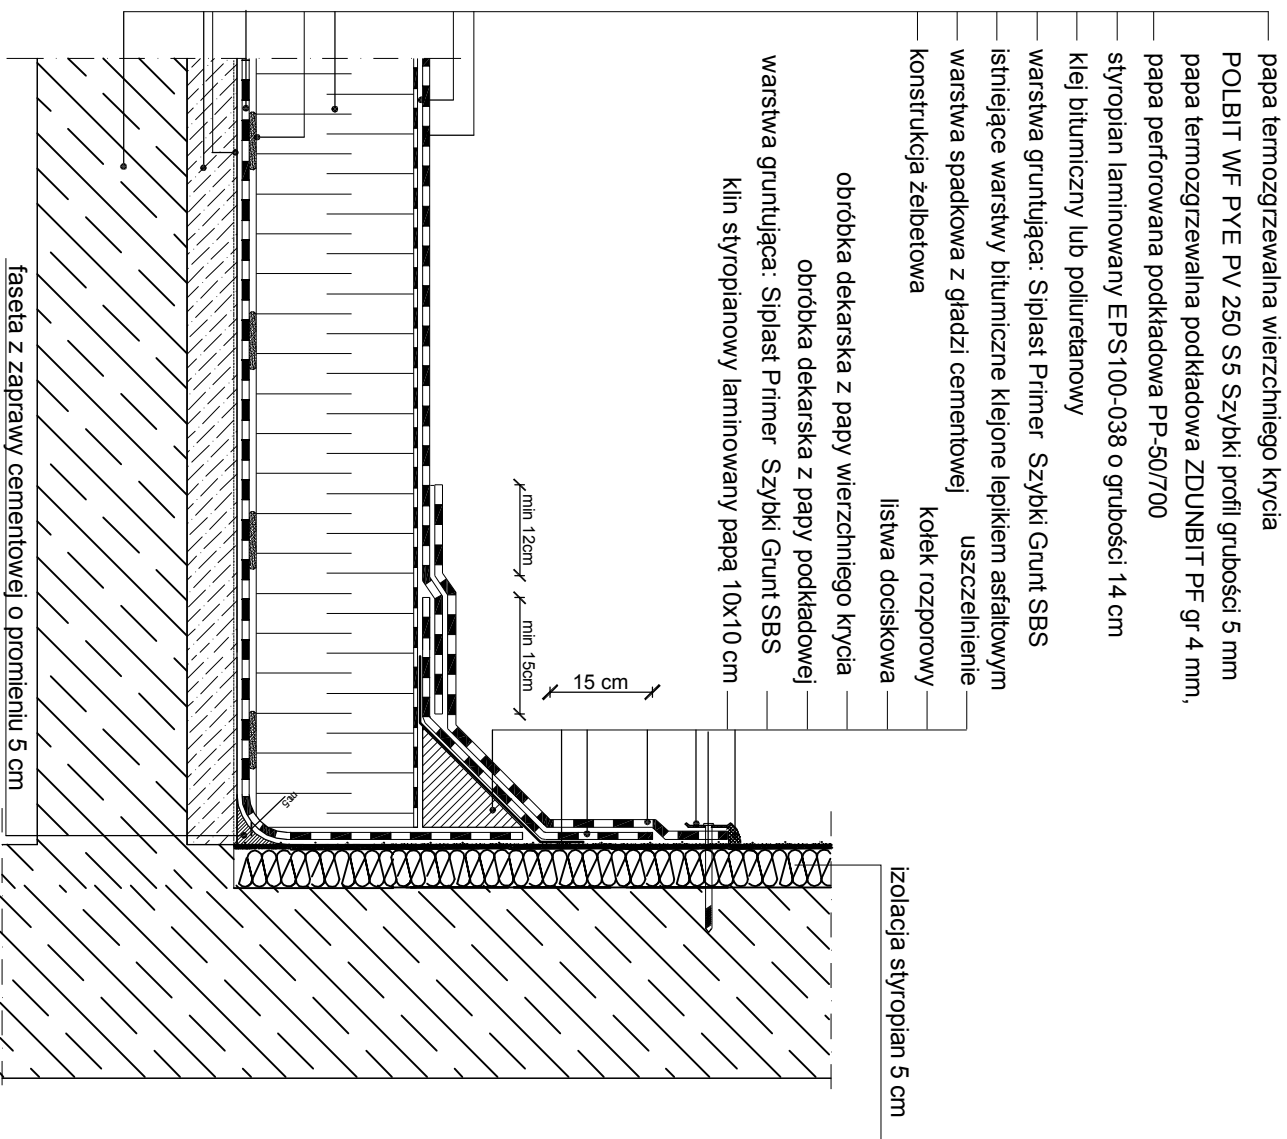 papa termozgrzewalna wierzchniego krycia
POLBIT WF PYE PV 250 S5 Szybki profil grubości 5 mm
papa termozgrzewalna podkładowa ZDUNBIT PF gr 4 mm,
papa perforowana podkładowa PP-50/700
styropian laminowany EPS100-038 o grubości 14 cm
klej bitumiczny lub poliuretanowy
warstwa gruntująca: Siplast Primer Szybki Grunt SBS
istniejące warstwy bitumiczne klejone lepikiem asfaltowym
warstwa spadkowa z gładzi cementowej
konstrukcja żelbetowa
uszczelnienie
kołek rozporowy
listwa dociskowa
obróbka dekarska z papy wierzchniego krycia
obróbka dekarska z papy podkładowej
warstwa gruntująca: Siplast Primer Szybki Grunt SBS
klin styropianowy laminowany papą 10x10 cm
15 cm
min 12cm
min 15cm
izolacja styropian 5 cm
faseta z zaprawy cementowej o promieniu 5 cm